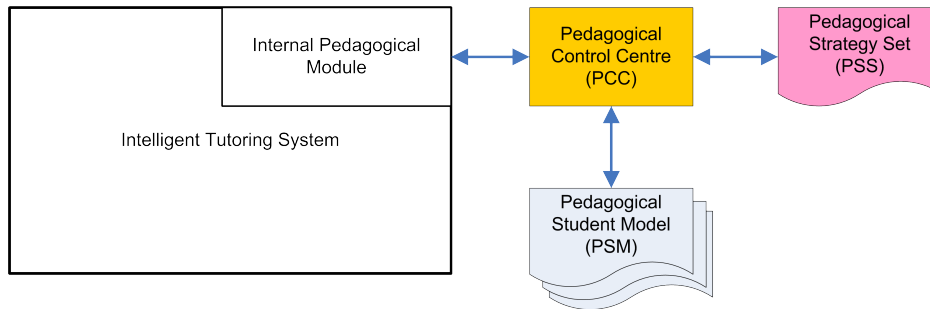 Internal Pedagogical
Module
Intelligent Tutoring System
Pedagogical
Control Centre
(PCC)
Pedagogical
Strategy Set
(PSS)
Pedagogical
Student Model
(PSM)